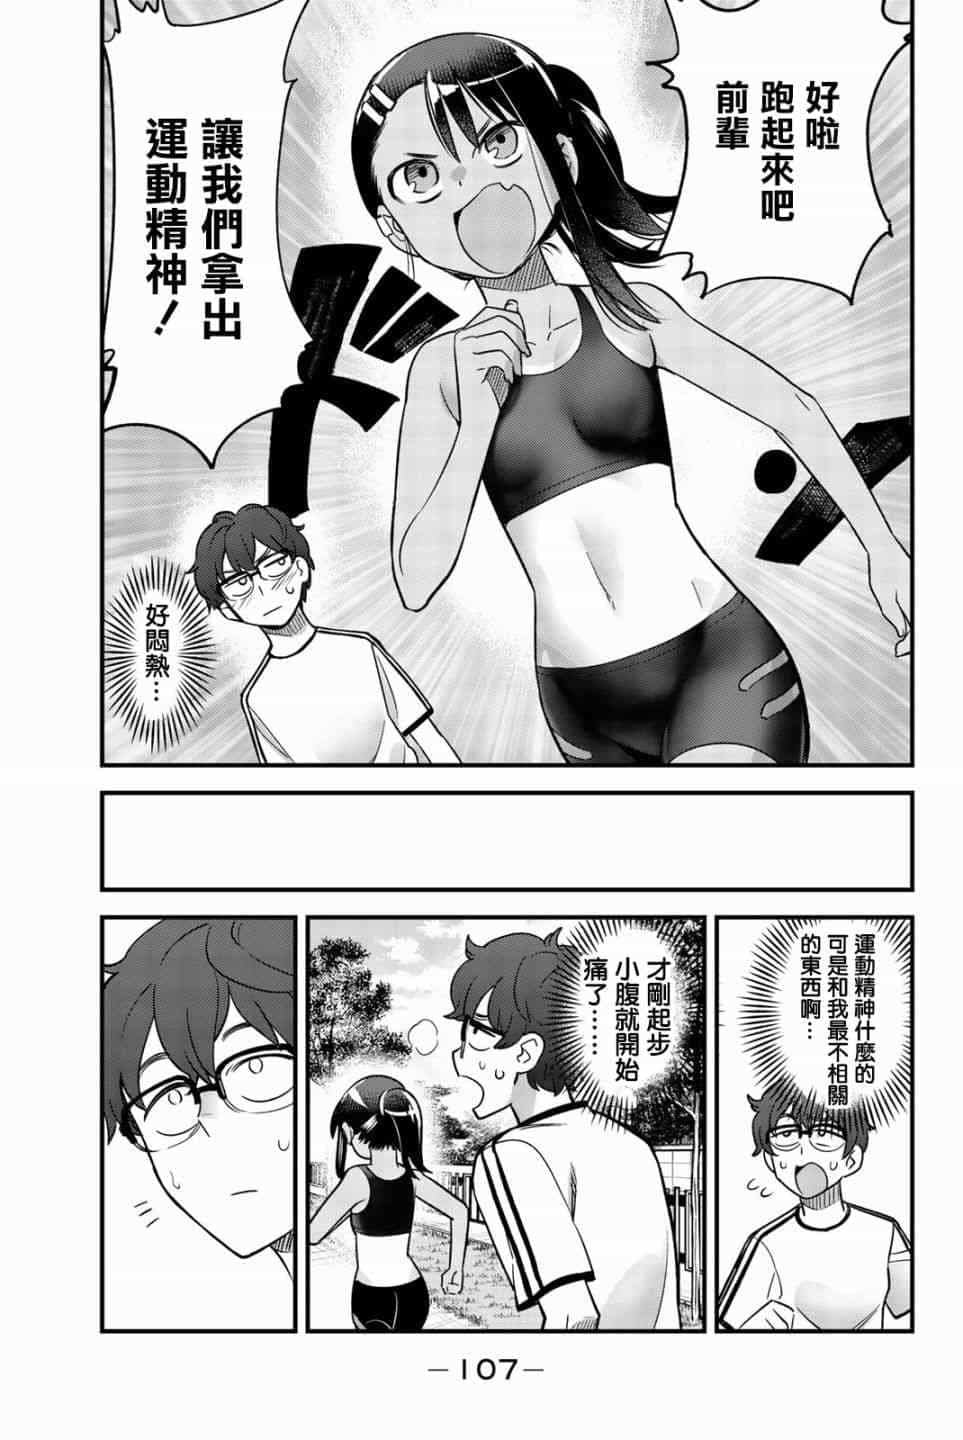 好啦
跑起來吧
前輩
讓我們拿出
運動精神！
好悶熱…
運動精神什麼的
可是和我最不相關
的東西啊…
才剛起步
小腹就開始
痛了……
—107—